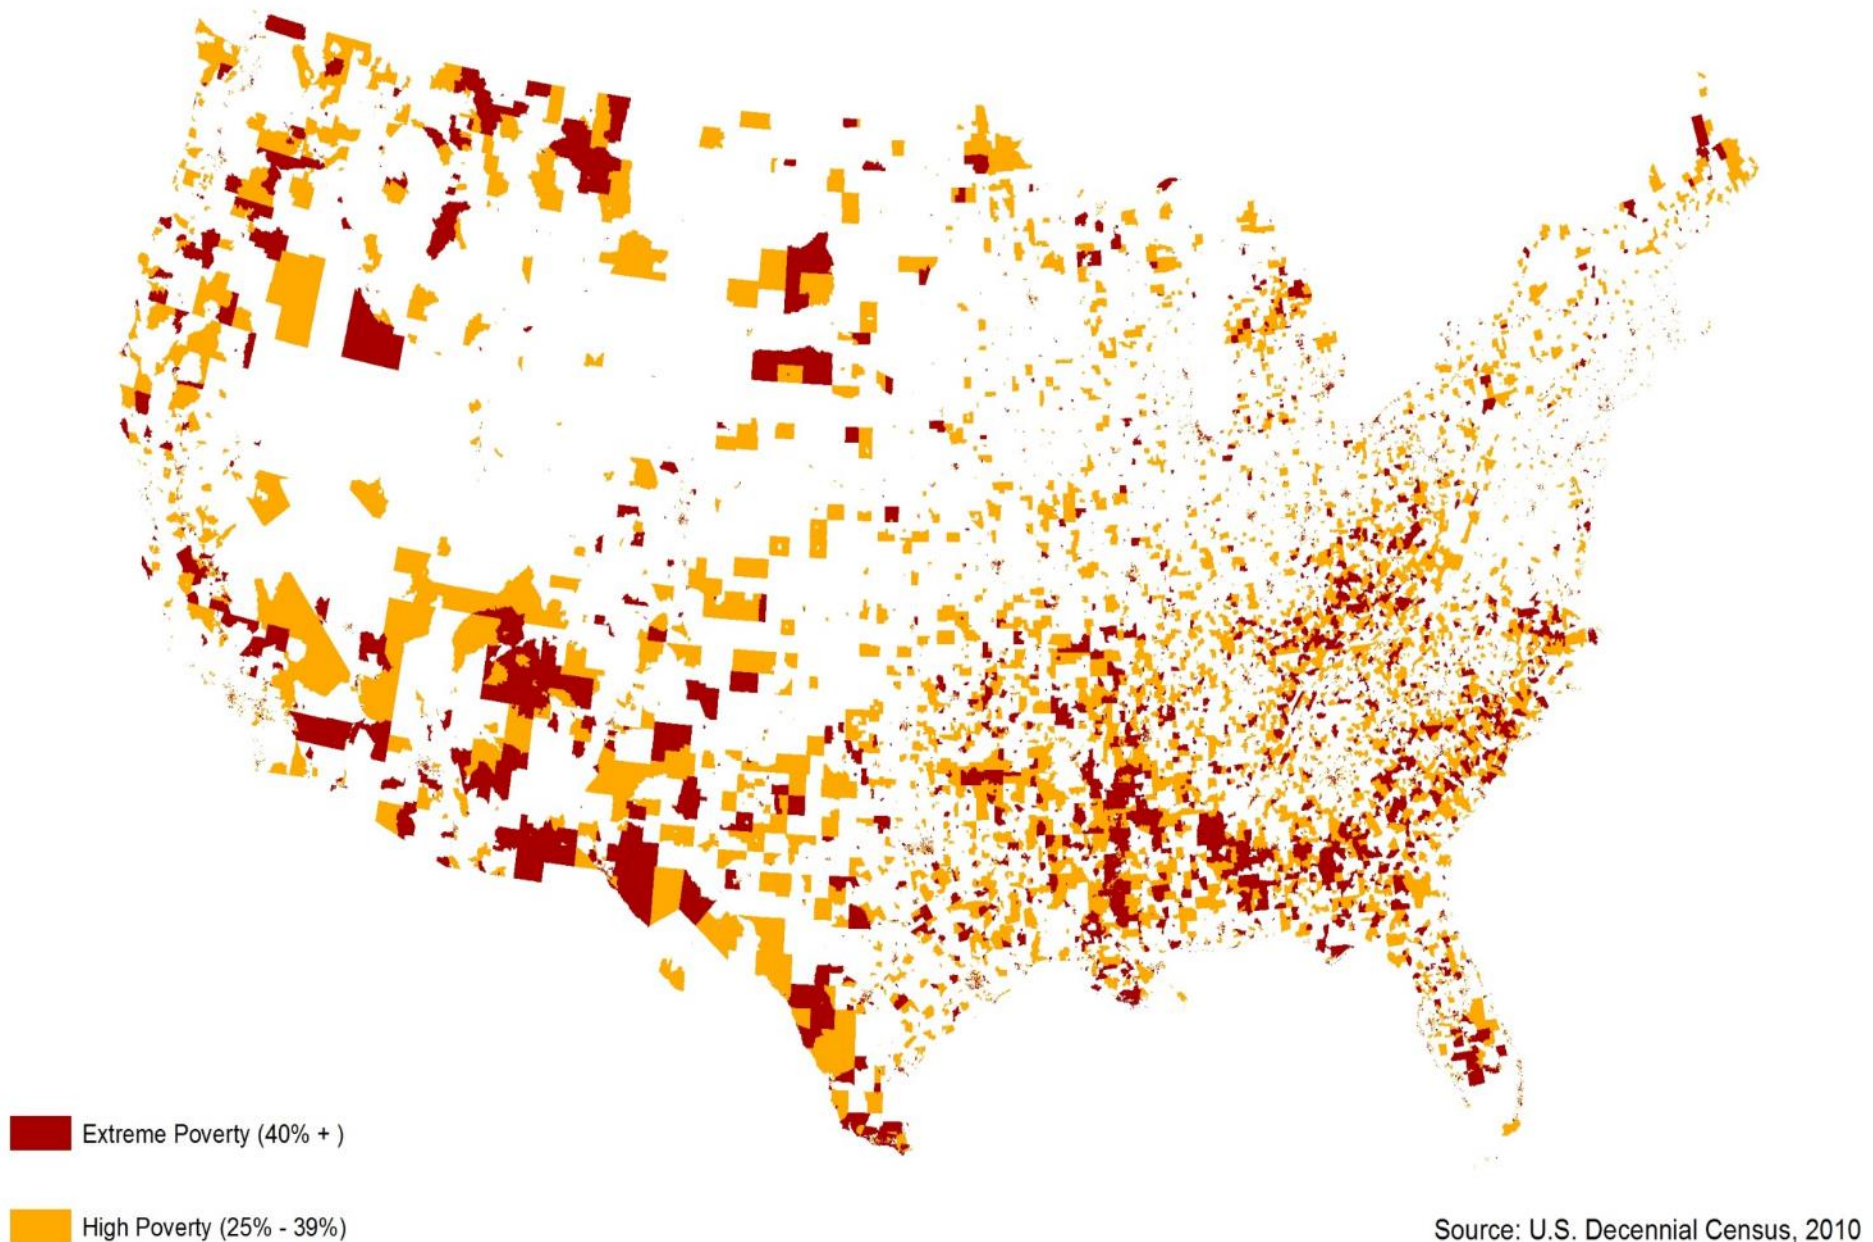 Extreme Poverty (40% + )
High Poverty (25% - 39%)
Source: U.S. Decennial Census, 2010